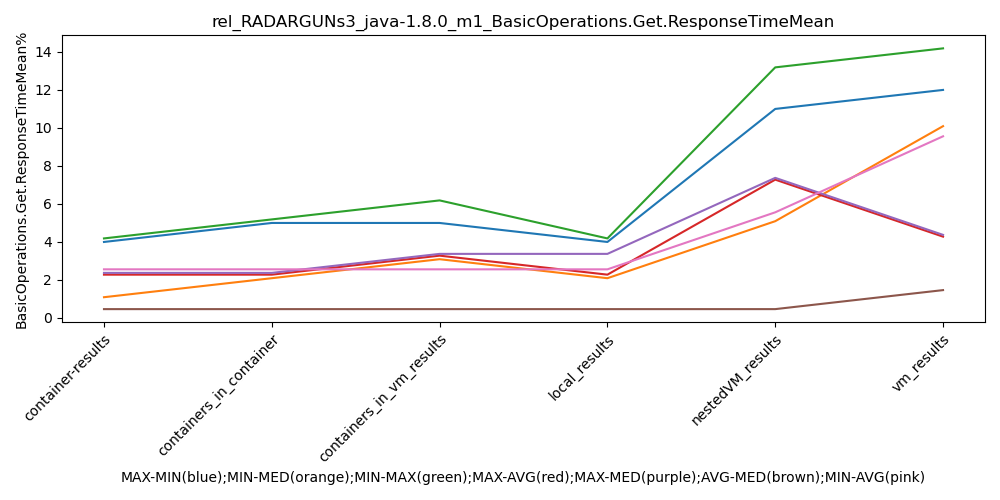 rel_RADARGUNs3_java-1.8.0_m1_BasicOperations.Get.ResponseTimeMean
BasicOperations.Get.ResponseTimeMean%
14
12
10
8
6
4
2
0
container-results
containers_in_container
containers_in_vm_results
local_results
nestedVM_results
vm_results
MAX-MIN(blue);MIN-MED(orange);MIN-MAX(green);MAX-AVG(red);MAX-MED(purple);AVG-MED(brown);MIN-AVG(pink)